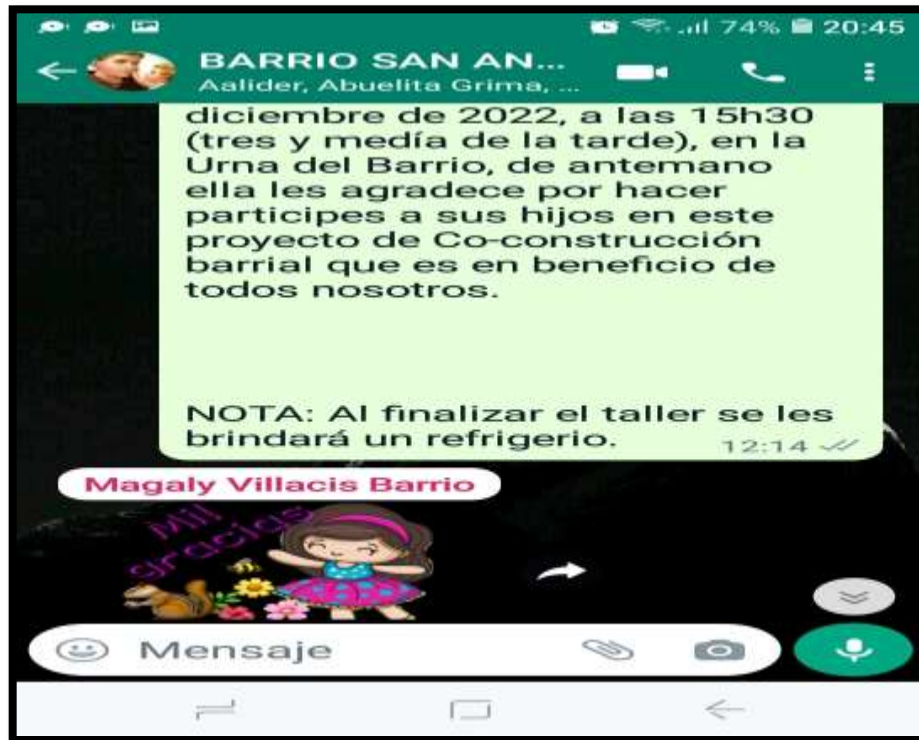 74% 20:45
BARRIO SAN AN...
Aalider, Abuelita Grima, ...
diciembre de 2022, a las 15h30
(tres y medía de la tarde), en la
Urna del Barrio, de antemano
ella les agradece por hacer
participes a sus hijos en este
proyecto de Co-construcción
barrial que es en beneficio de
todos nosotros.
NOTA: Al finalizar el taller se les
brindará un refrigerio.
12:14
Magaly Villacis Barrio
Mil
gracias
Mensaje